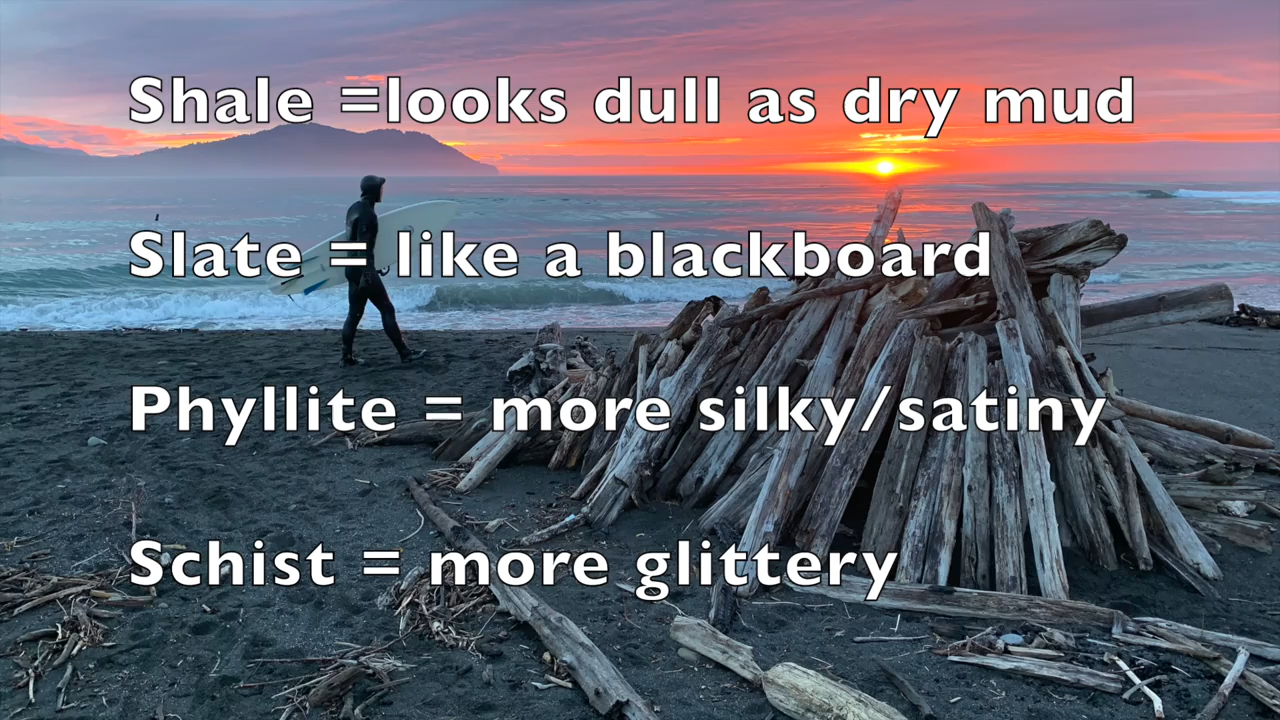 Shale =looks dull as dry mud
Slate = like a blackboard
Phyllite = more silky/satiny
Schist = more glittery